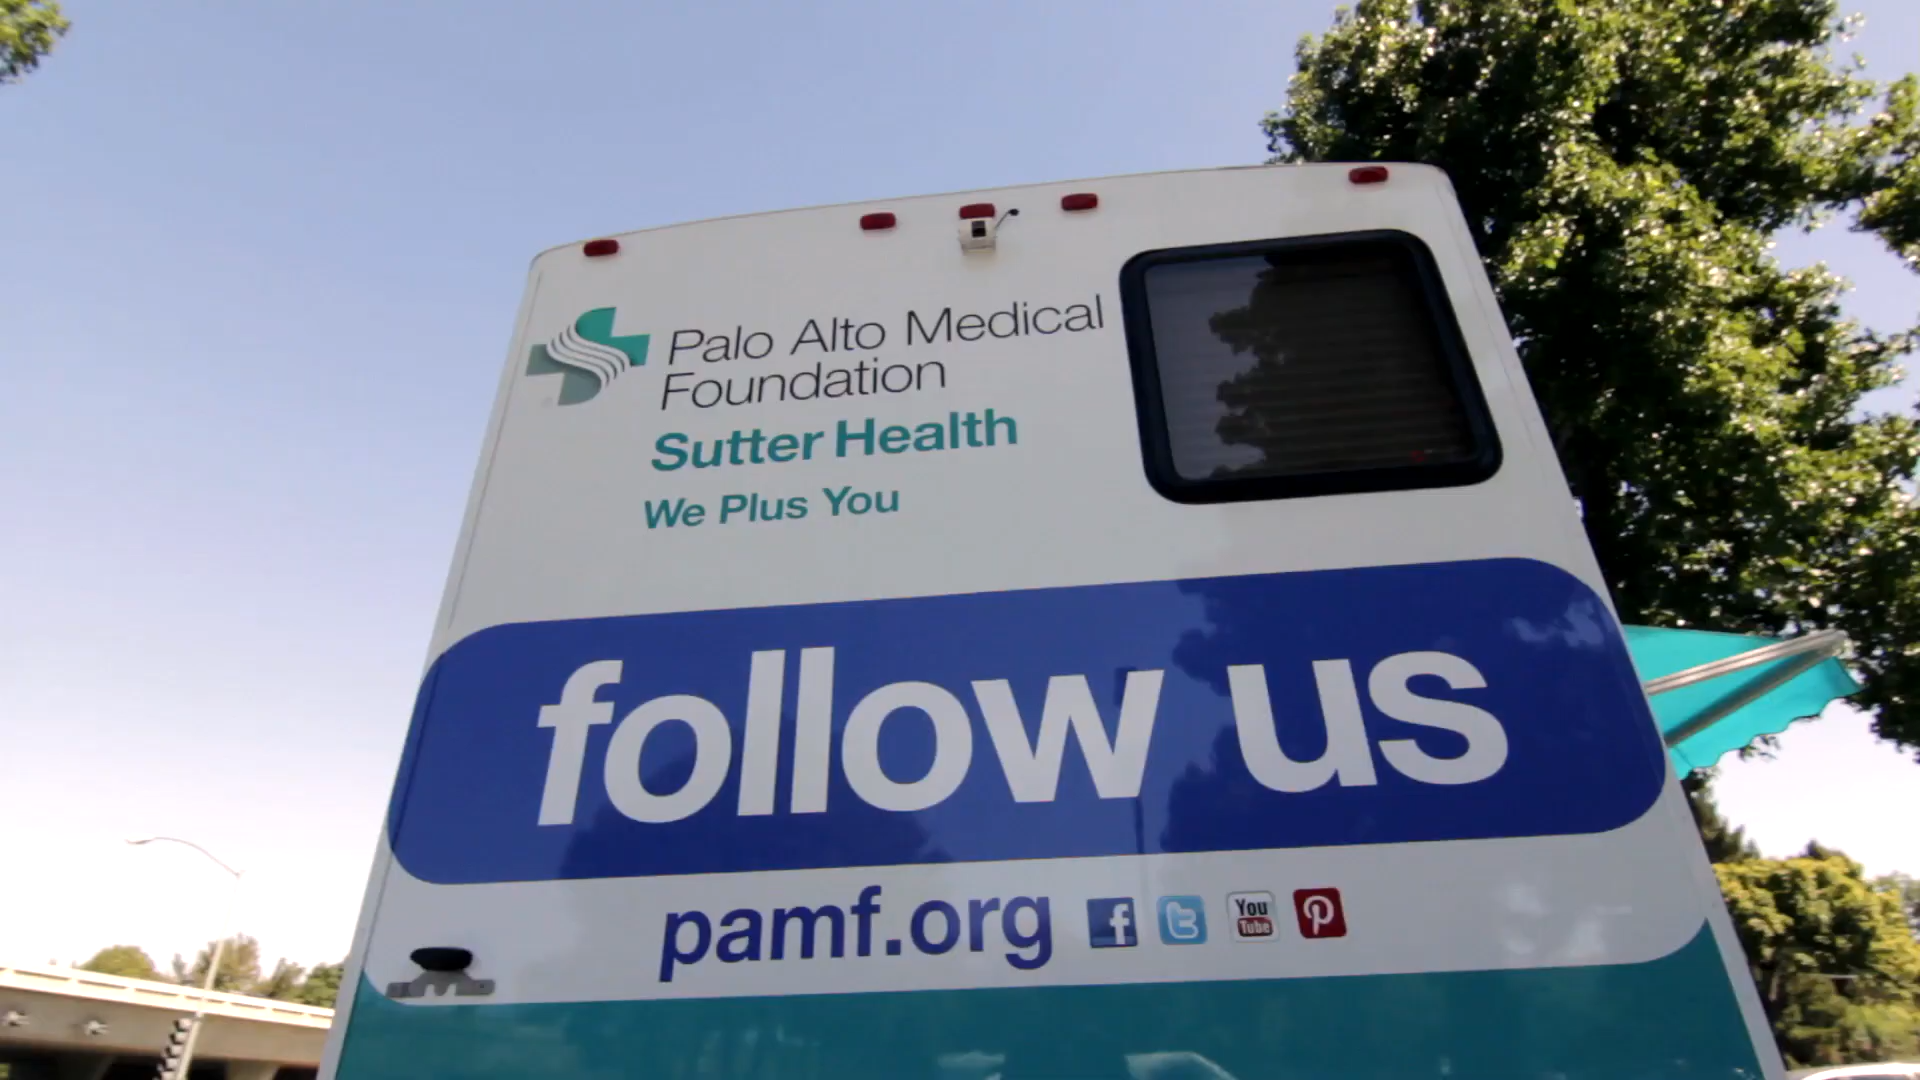 Palo Alto Medical
Foundation
Sutter Health
We Plus You
follow us
pamf.org
f
t
You
Tube
p